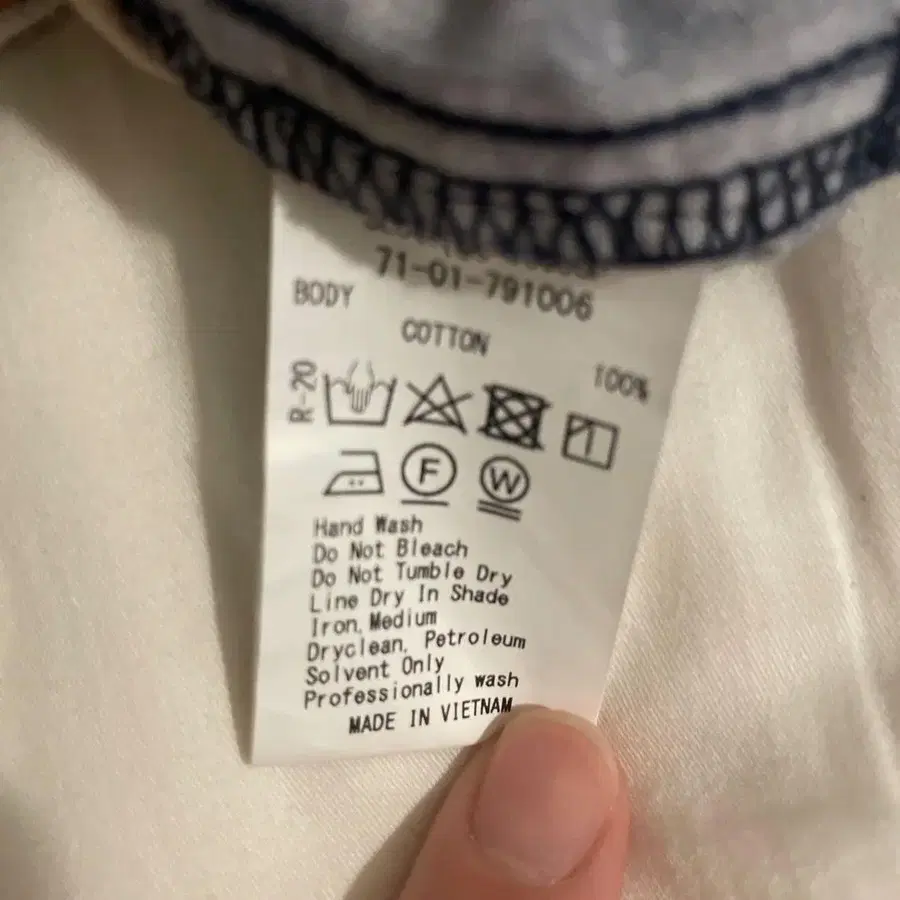 71-01-791006
BODY
COTTON
100%
R-20
F
W
Hand Wash
Do Not Bleach
Do Not Tumble Dry
Line Dry In Shade
Iron, Medium
Dryclean, Petroleum
Solvent Only
Professionally wash
MADE IN VIETNAM